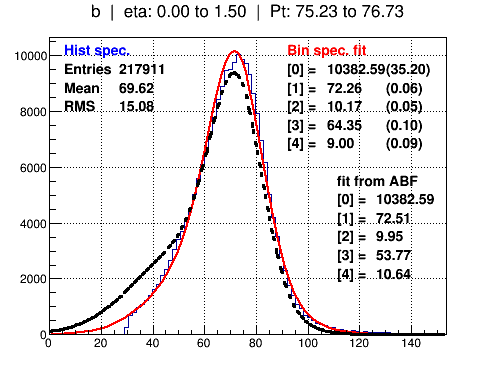 b | eta: 0.00 to 1.50 | Pt: 75.23 to 76.73
Hist spec.
Entries 217911
Mean 69.62
RMS 15.08
Bin spec. fit
[0] = 10382.59(35.20)
[1] = 72.26 (0.06)
[2] = 10.17 (0.05)
[3] = 64.35 (0.10)
[4] = 9.00 (0.09)
fit from ABF
[0] = 10382.59
[1] = 72.51
[2] = 9.95
[3] = 53.77
[4] = 10.64
10000
8000
6000
4000
2000
0
0 20 40 60 80 100 120 140